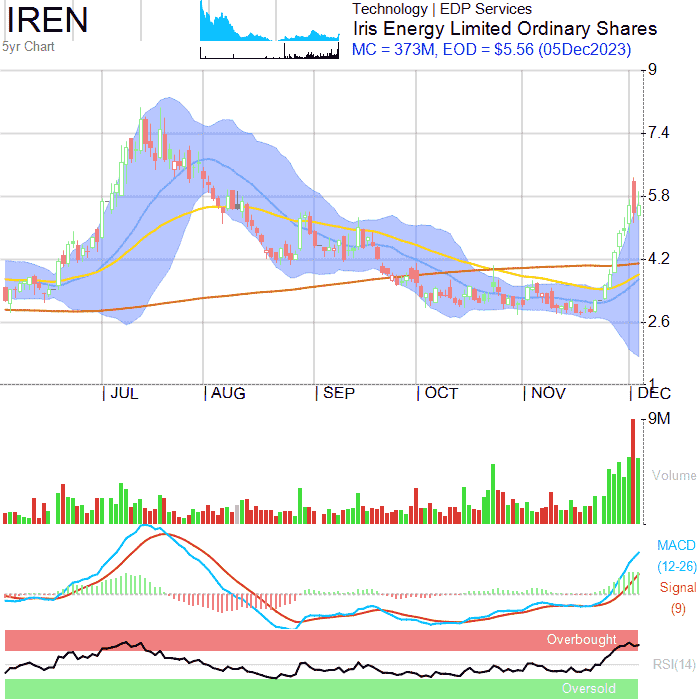 IREN
5yr Chart
Technology | EDP Services
Iris Energy Limited Ordinary Shares
MC = 373M, EOD = $5.56 (05Dec2023)
9
7.4
5.8
4.2
2.6
1
JUL AUG SEP OCT NOV DEC
9M
Volume
MACD
(12-26)
Signal
(9)
Overbought
RSI(14)
Oversold